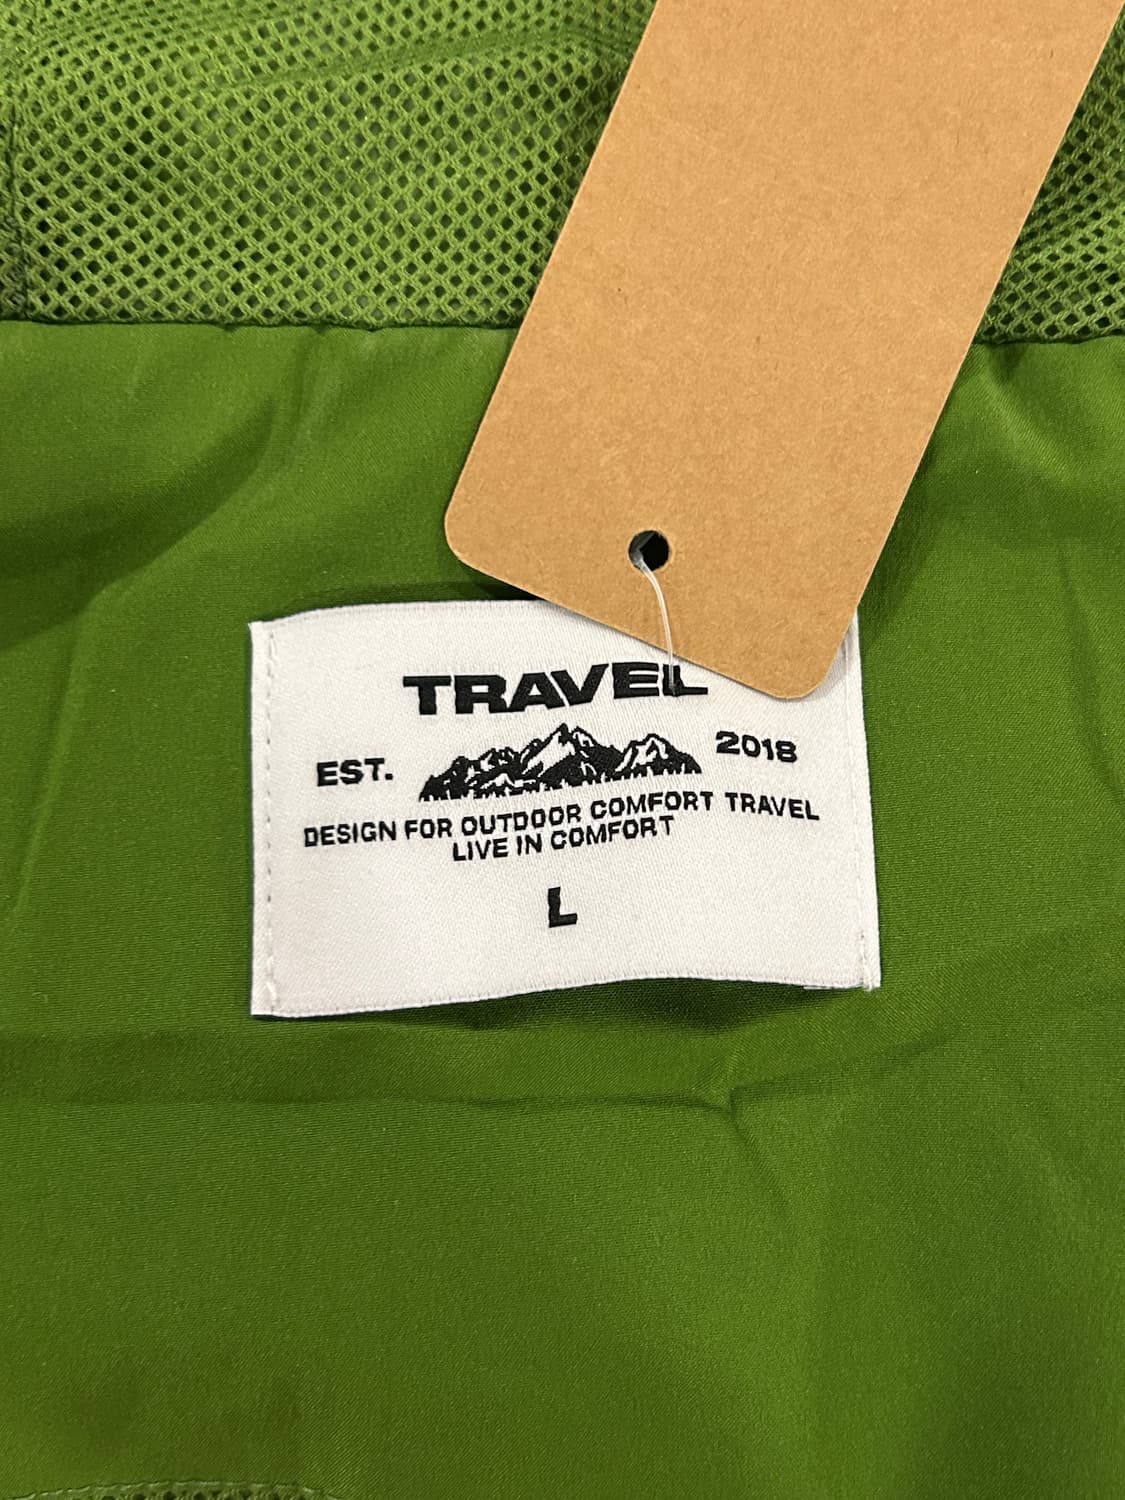 TRAVEL
EST. 2018
DESIGN FOR OUTDOOR COMFORT TRAVEL
LIVE IN COMFORT
L